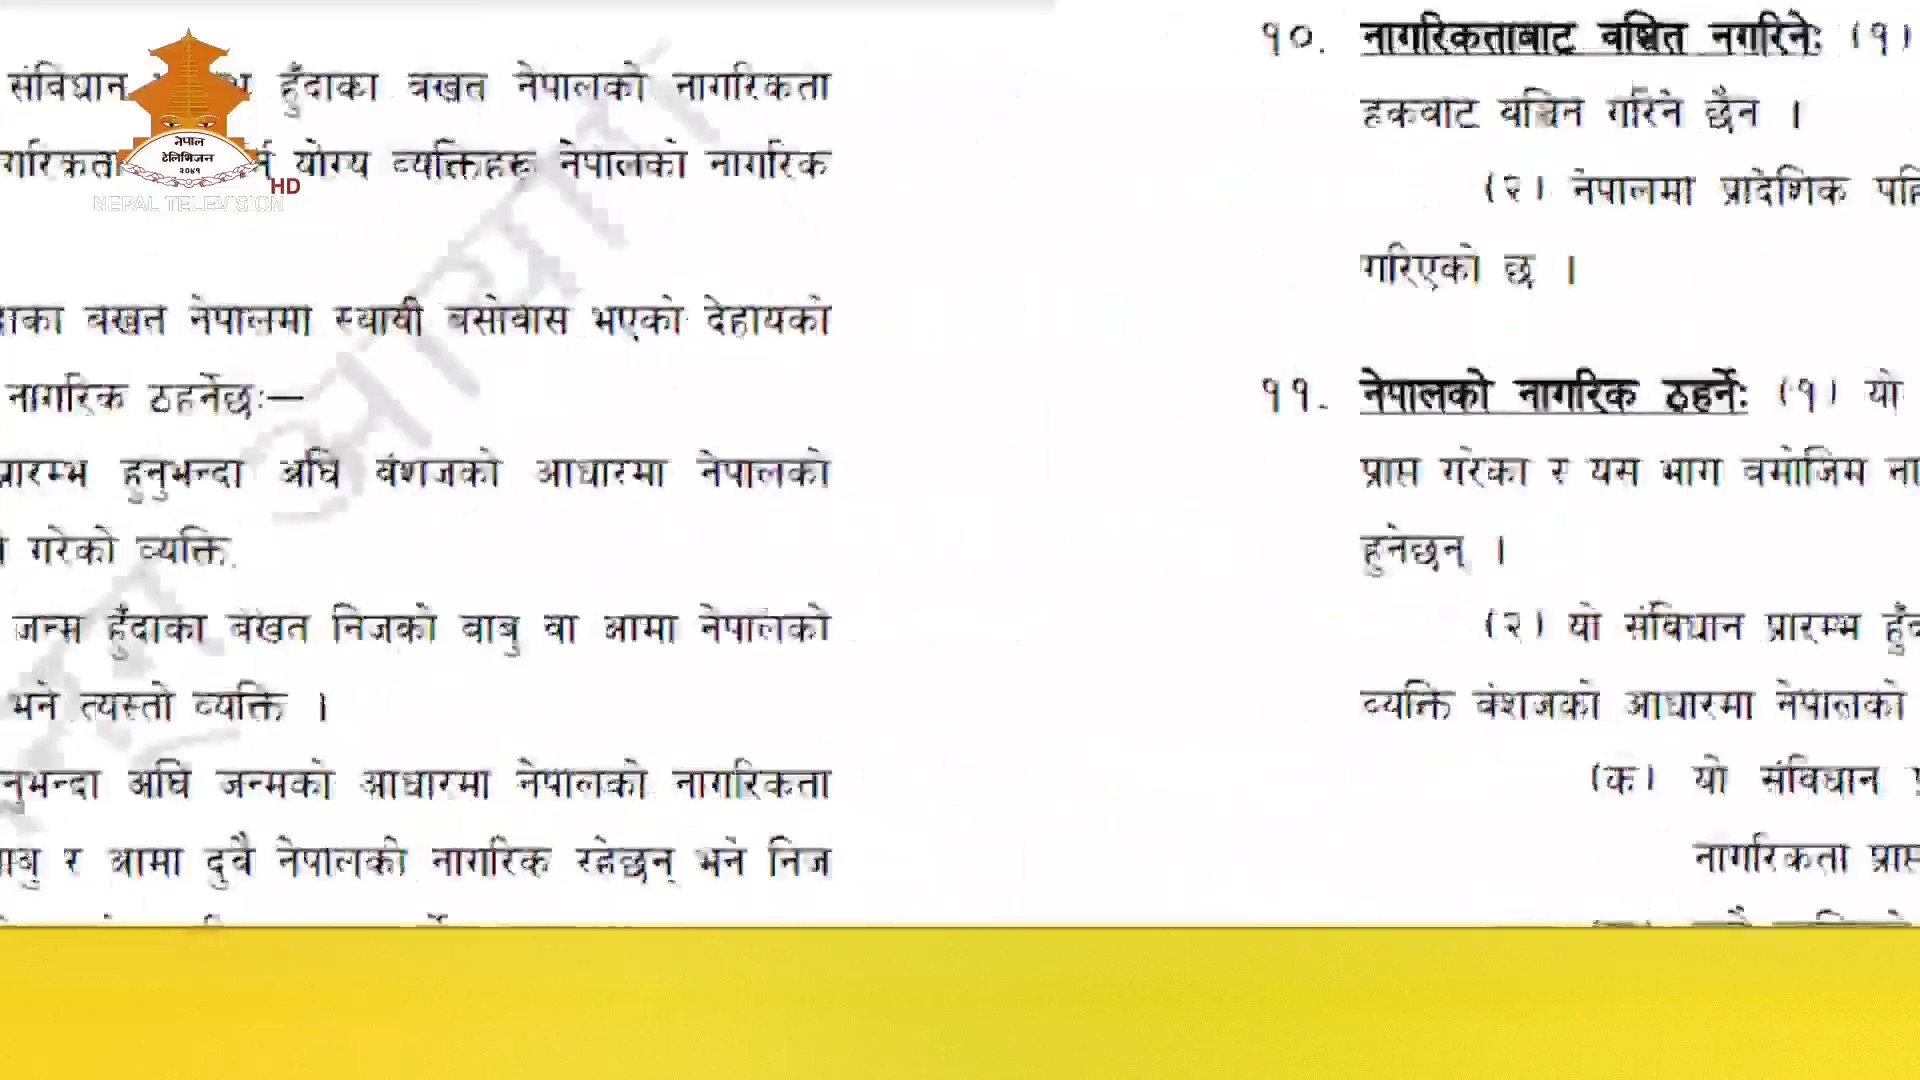 संविधान हुँदाका बखत नेपालको नागरिकता
योग्य व्यक्तिहरु नेपालको नागरिक
बखत नेपालमा स्थायी बसोवास भएको देहायको
नागरिक ठहर्नेछः—
प्रारम्भ हुनुभन्दा अघि वंशजको आधारमा नेपालको
गरेको व्यक्ति,
जन्म हुँदाका बखत निजको बाबु वा आमा नेपालको
भने त्यस्तो व्यक्ति ।
अघि जन्मको आधारमा नेपालको नागरिकता
र आमा दुवै नेपालको नागरिक रहेछन् भने निज
नेपाल
टेलिभिजन
२०४१
HD
NEPAL TELEVISION
१०. नागरिकताबाट वञ्चित नगरिनेः (१)
हकबाट वञ्चित गरिने छैन ।
(२) नेपालमा प्रादेशिक
गरिएको छ ।
११. नेपालको नागरिक ठहर्नेः (१) यो
प्राप्त गरेका र यस भाग बमोजिम
हुनेछन् ।
(२) यो संविधान प्रारम्भ
व्यक्ति वंशजको आधारमा नेपालको
(क) यो संविधान
नागरिकता